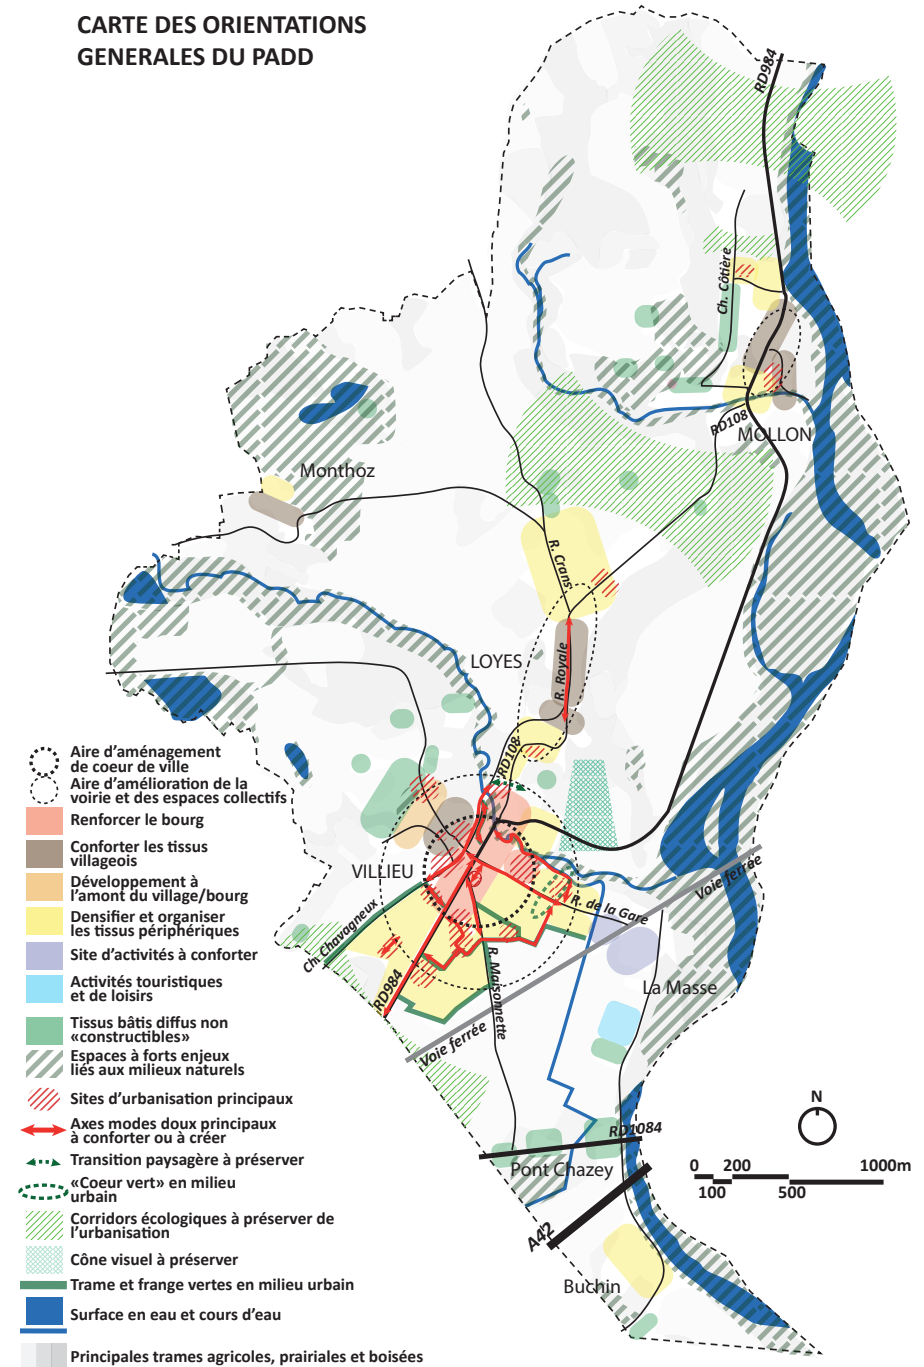 CARTE DES ORIENTATIONS
GENERALES DU PADD
RD984
Ch. Côtière
RD108
MOLLON
Monthoz
R. Crans
LOYES
R. Royale
RD108
VILLIEU
Ch. Chavagneux
RD984
R. Maisonnette
R. de la Gare
Voie ferrée
Voie ferrée
La Masse
RD1084
Pont Chazey
A42
Buchin
N
0 200 1000m
100 500
Aire d'aménagement
de coeur de ville
Aire d'amélioration de la
voirie et des espaces collectifs
Renforcer le bourg
Conforter les tissus
villageois
Développement à
l'amont du village/bourg
Densifier et organiser
les tissus périphériques
Site d'activités à conforter
Activités touristiques
et de loisirs
Tissus bâtis diffus non
«constructibles»
Espaces à forts enjeux
liés aux milieux naturels
Sites d'urbanisation principaux
Axes modes doux principaux
à conforter ou à créer
Transition paysagère à préserver
«Coeur vert» en milieu
urbain
Corridors écologiques à préserver de
l'urbanisation
Cône visuel à préserver
Trame et frange vertes en milieu urbain
Surface en eau et cours d'eau
Principales trames agricoles, prairiales et boisées